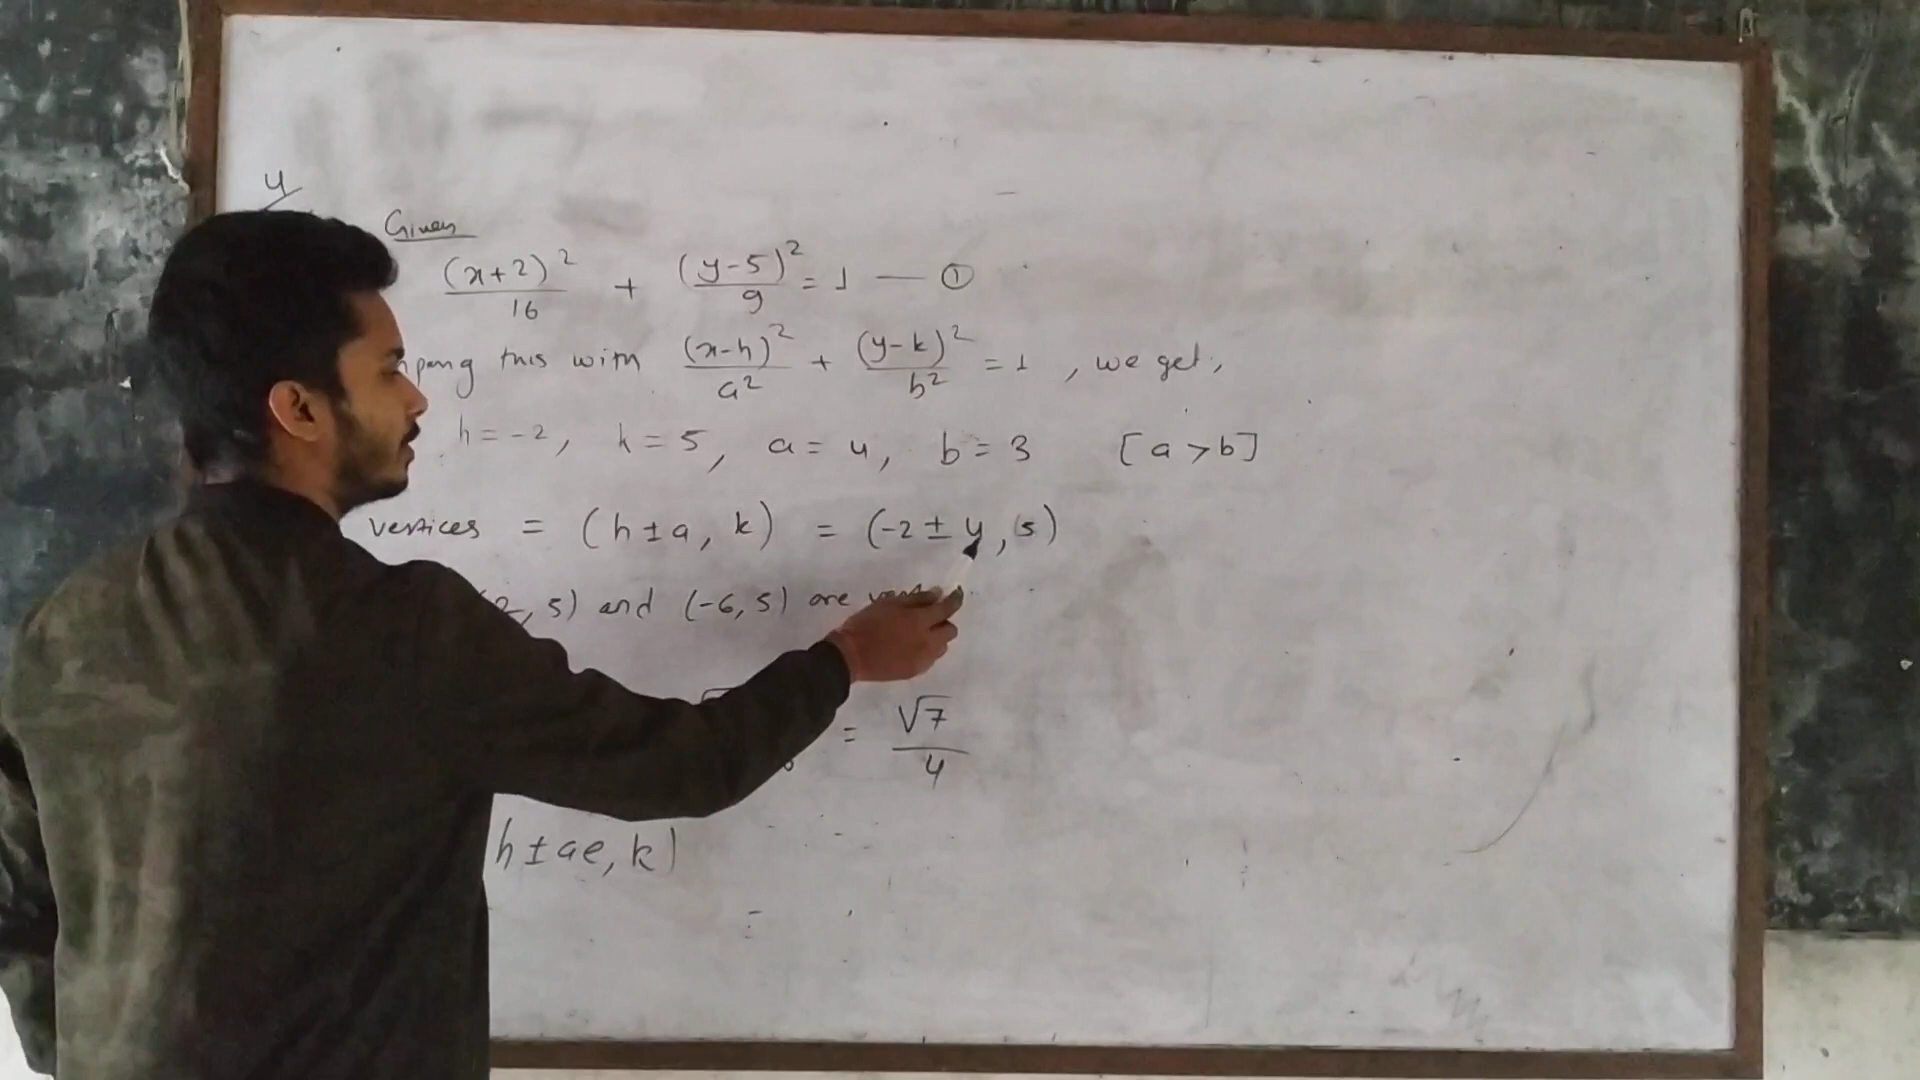 4
Given
(x+2)²/16 + (y-5)²/9 = 1 — ①
this with (x-h)²/a² + (y-k)²/b² = 1 , we get,
h = -2, k = 5, a = 4, b = 3 [a > b]
vertices = (h ± a, k) = (-2 ± 4, 5)
2, 5) and (-6, 5) are
= √7/4
h ± ae, k)
=